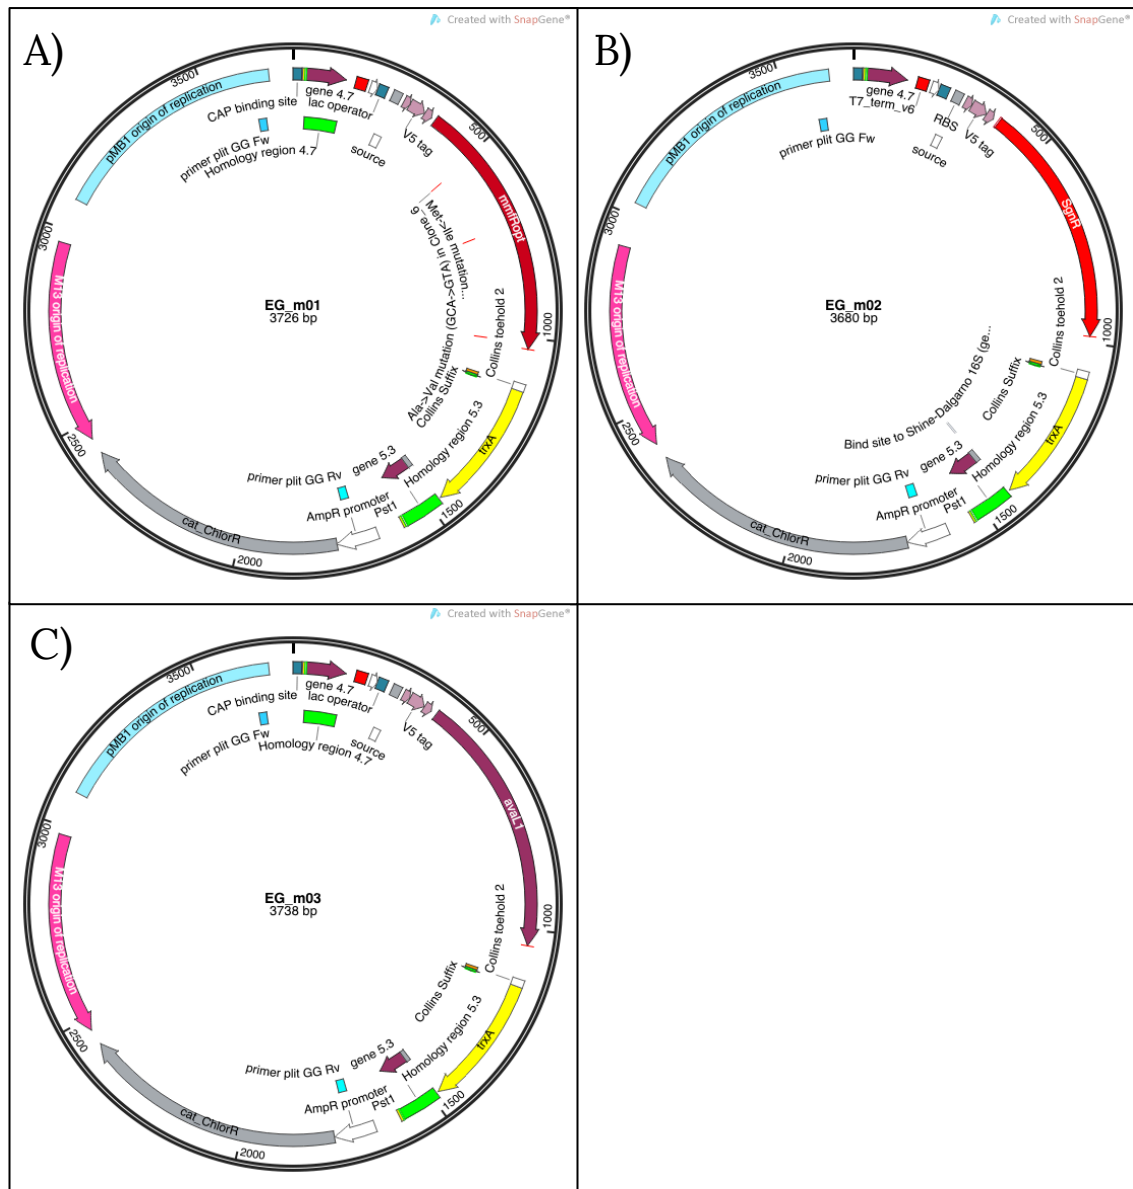 Created with SnapGene®
A)
3500
pMB1 origin of replication
CAP binding site
gene 4.7
lac operator
primer plit GG Fw
Homology region 4.7
source
V5 tag
500
mmfRopt
3000
M13 origin of replication
Met->Ile mutation...
Ala->Val mutation (GCA->GTA) in Clone_6
EG_m01
3726 bp
1000
Collins toehold 2
Collins Suffix
Homology region 5.3
trxA
gene 5.3
primer plit GG Rv
AmpR promoter
Pst1
1500
2500
cat_ChlorR
2000
Created with SnapGene®
B)
3500
pMB1 origin of replication
gene 4.7
T7_term_v6
primer plit GG Fw
RBS
source
V5 tag
500
SgnR
3000
M13 origin of replication
EG_m02
3680 bp
1000
Collins toehold 2
Collins Suffix
Bind site to Shine-Dalgarno 16S (ge...
Homology region 5.3
trxA
gene 5.3
primer plit GG Rv
AmpR promoter
Pst1
1500
2500
cat_ChlorR
2000
Created with SnapGene®
C)
3500
pMB1 origin of replication
CAP binding site
gene 4.7
lac operator
primer plit GG Fw
Homology region 4.7
source
V5 tag
500
avaL1
3000
M13 origin of replication
EG_m03
3738 bp
1000
Collins toehold 2
Collins Suffix
Homology region 5.3
trxA
gene 5.3
primer plit GG Rv
AmpR promoter
Pst1
1500
2500
cat_ChlorR
2000